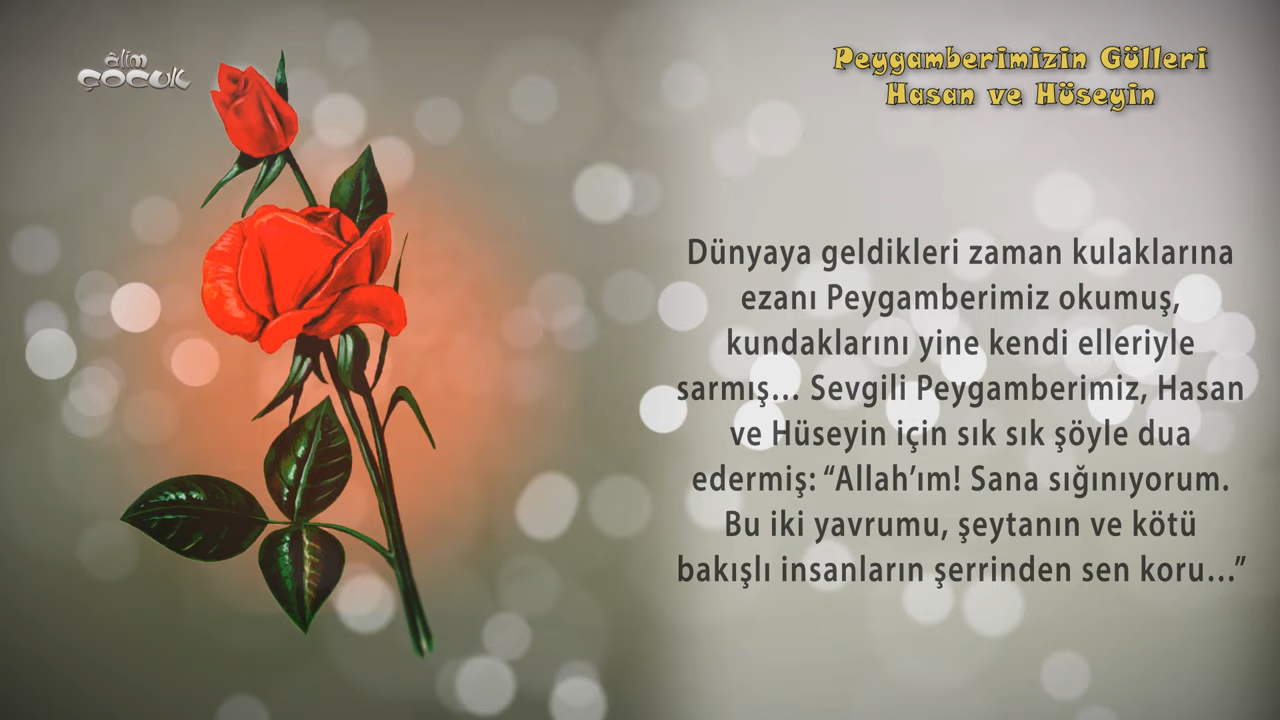 âlim
ÇOCUK
Peygamberimizin Gülleri
Hasan ve Hüseyin
Dünyaya geldikleri zaman kulaklarına
ezanı Peygamberimiz okumuş,
kundaklarını yine kendi elleriyle
sarmış… Sevgili Peygamberimiz, Hasan
ve Hüseyin için sık sık şöyle dua
edermiş: “Allah’ım! Sana sığınıyorum.
Bu iki yavrumu, şeytanın ve kötü
bakışlı insanların şerrinden sen koru…”